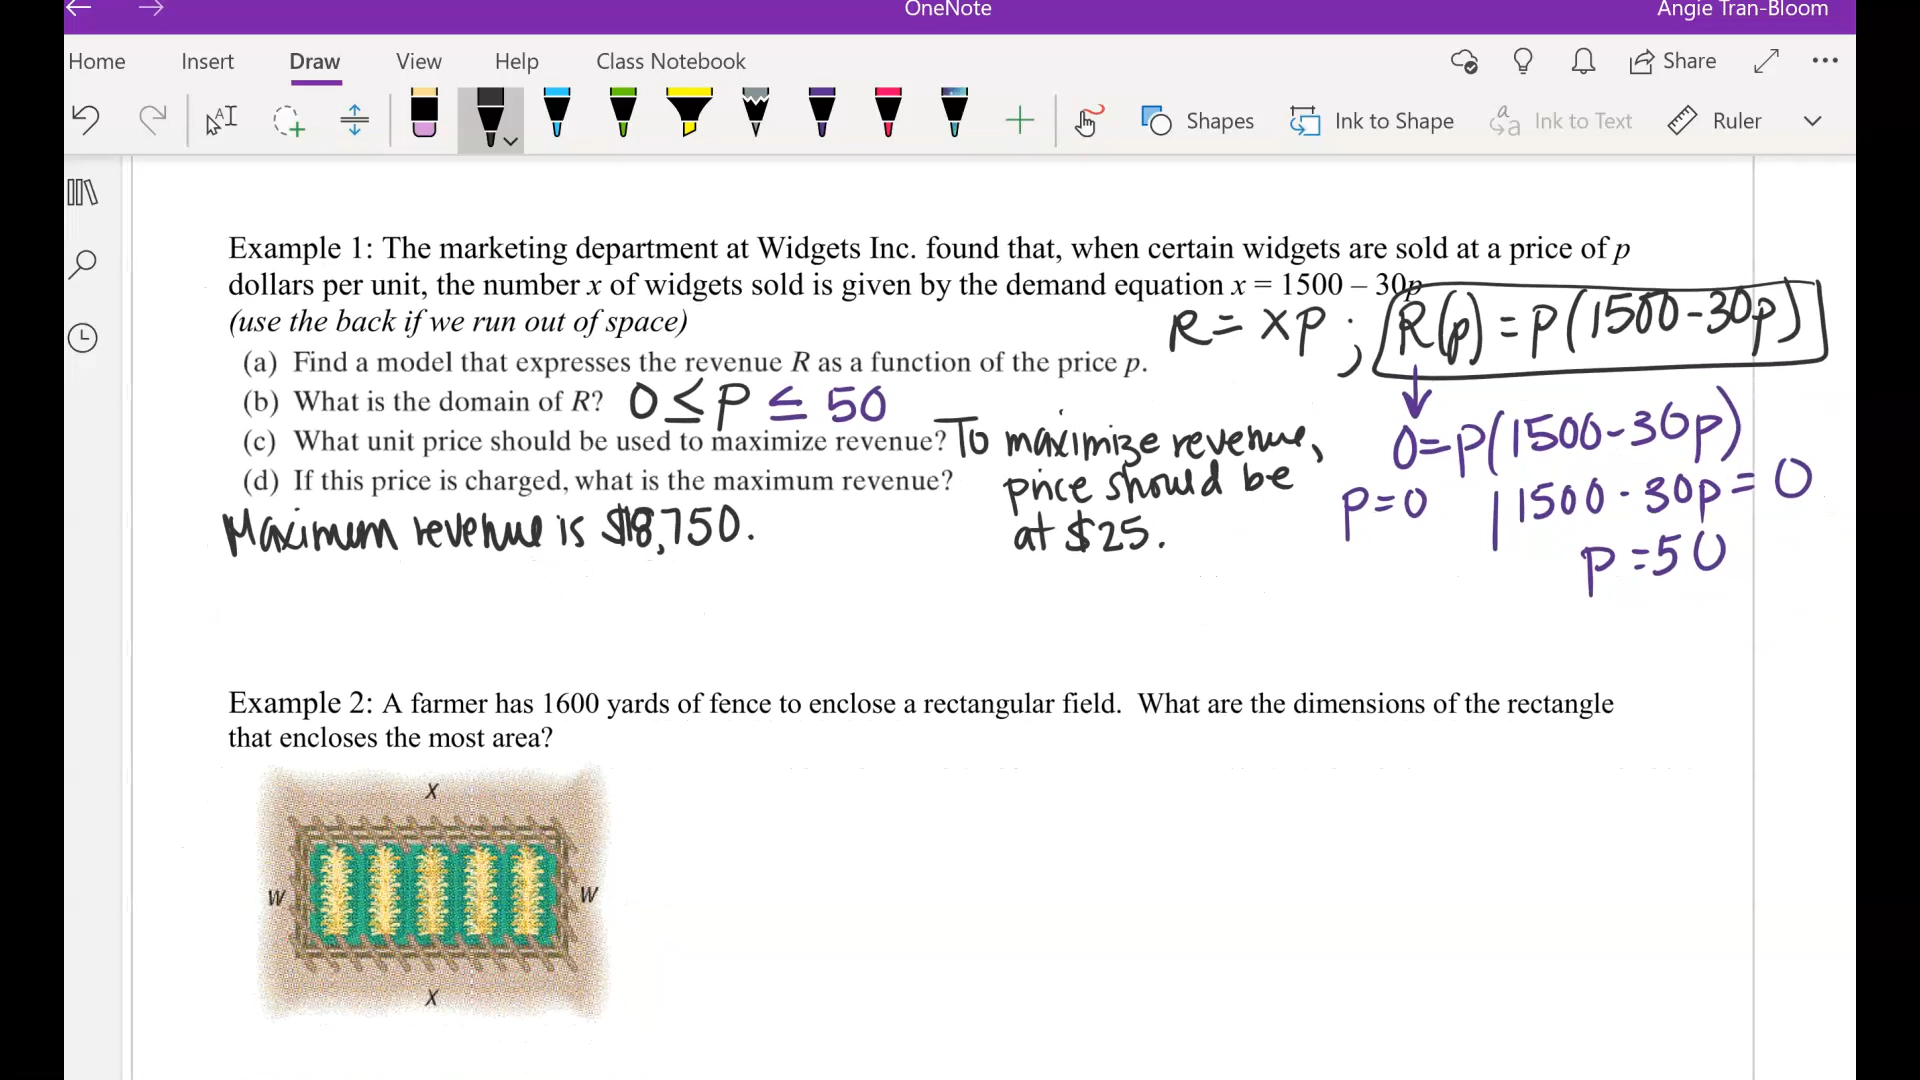 OneNote
Angie Tran-Bloom
Home Insert Draw View Help Class Notebook Share
Shapes Ink to Shape Ink to Text Ruler
Example 1: The marketing department at Widgets Inc. found that, when certain widgets are sold at a price of p
dollars per unit, the number x of widgets sold is given by the demand equation x = 1500 – 30p
(use the back if we run out of space)
R = xp ; R(p) = p(1500-30p)
(a) Find a model that expresses the revenue R as a function of the price p.
(b) What is the domain of R? 0 ≤ p ≤ 50
(c) What unit price should be used to maximize revenue? To maximize revenue,
price should be
at $25.
(d) If this price is charged, what is the maximum revenue?
Maximum revenue is $18,750.
0=p(1500-30p)
p=0 | 1500-30p=0
p=50
Example 2: A farmer has 1600 yards of fence to enclose a rectangular field. What are the dimensions of the rectangle
that encloses the most area?
x
w w
x